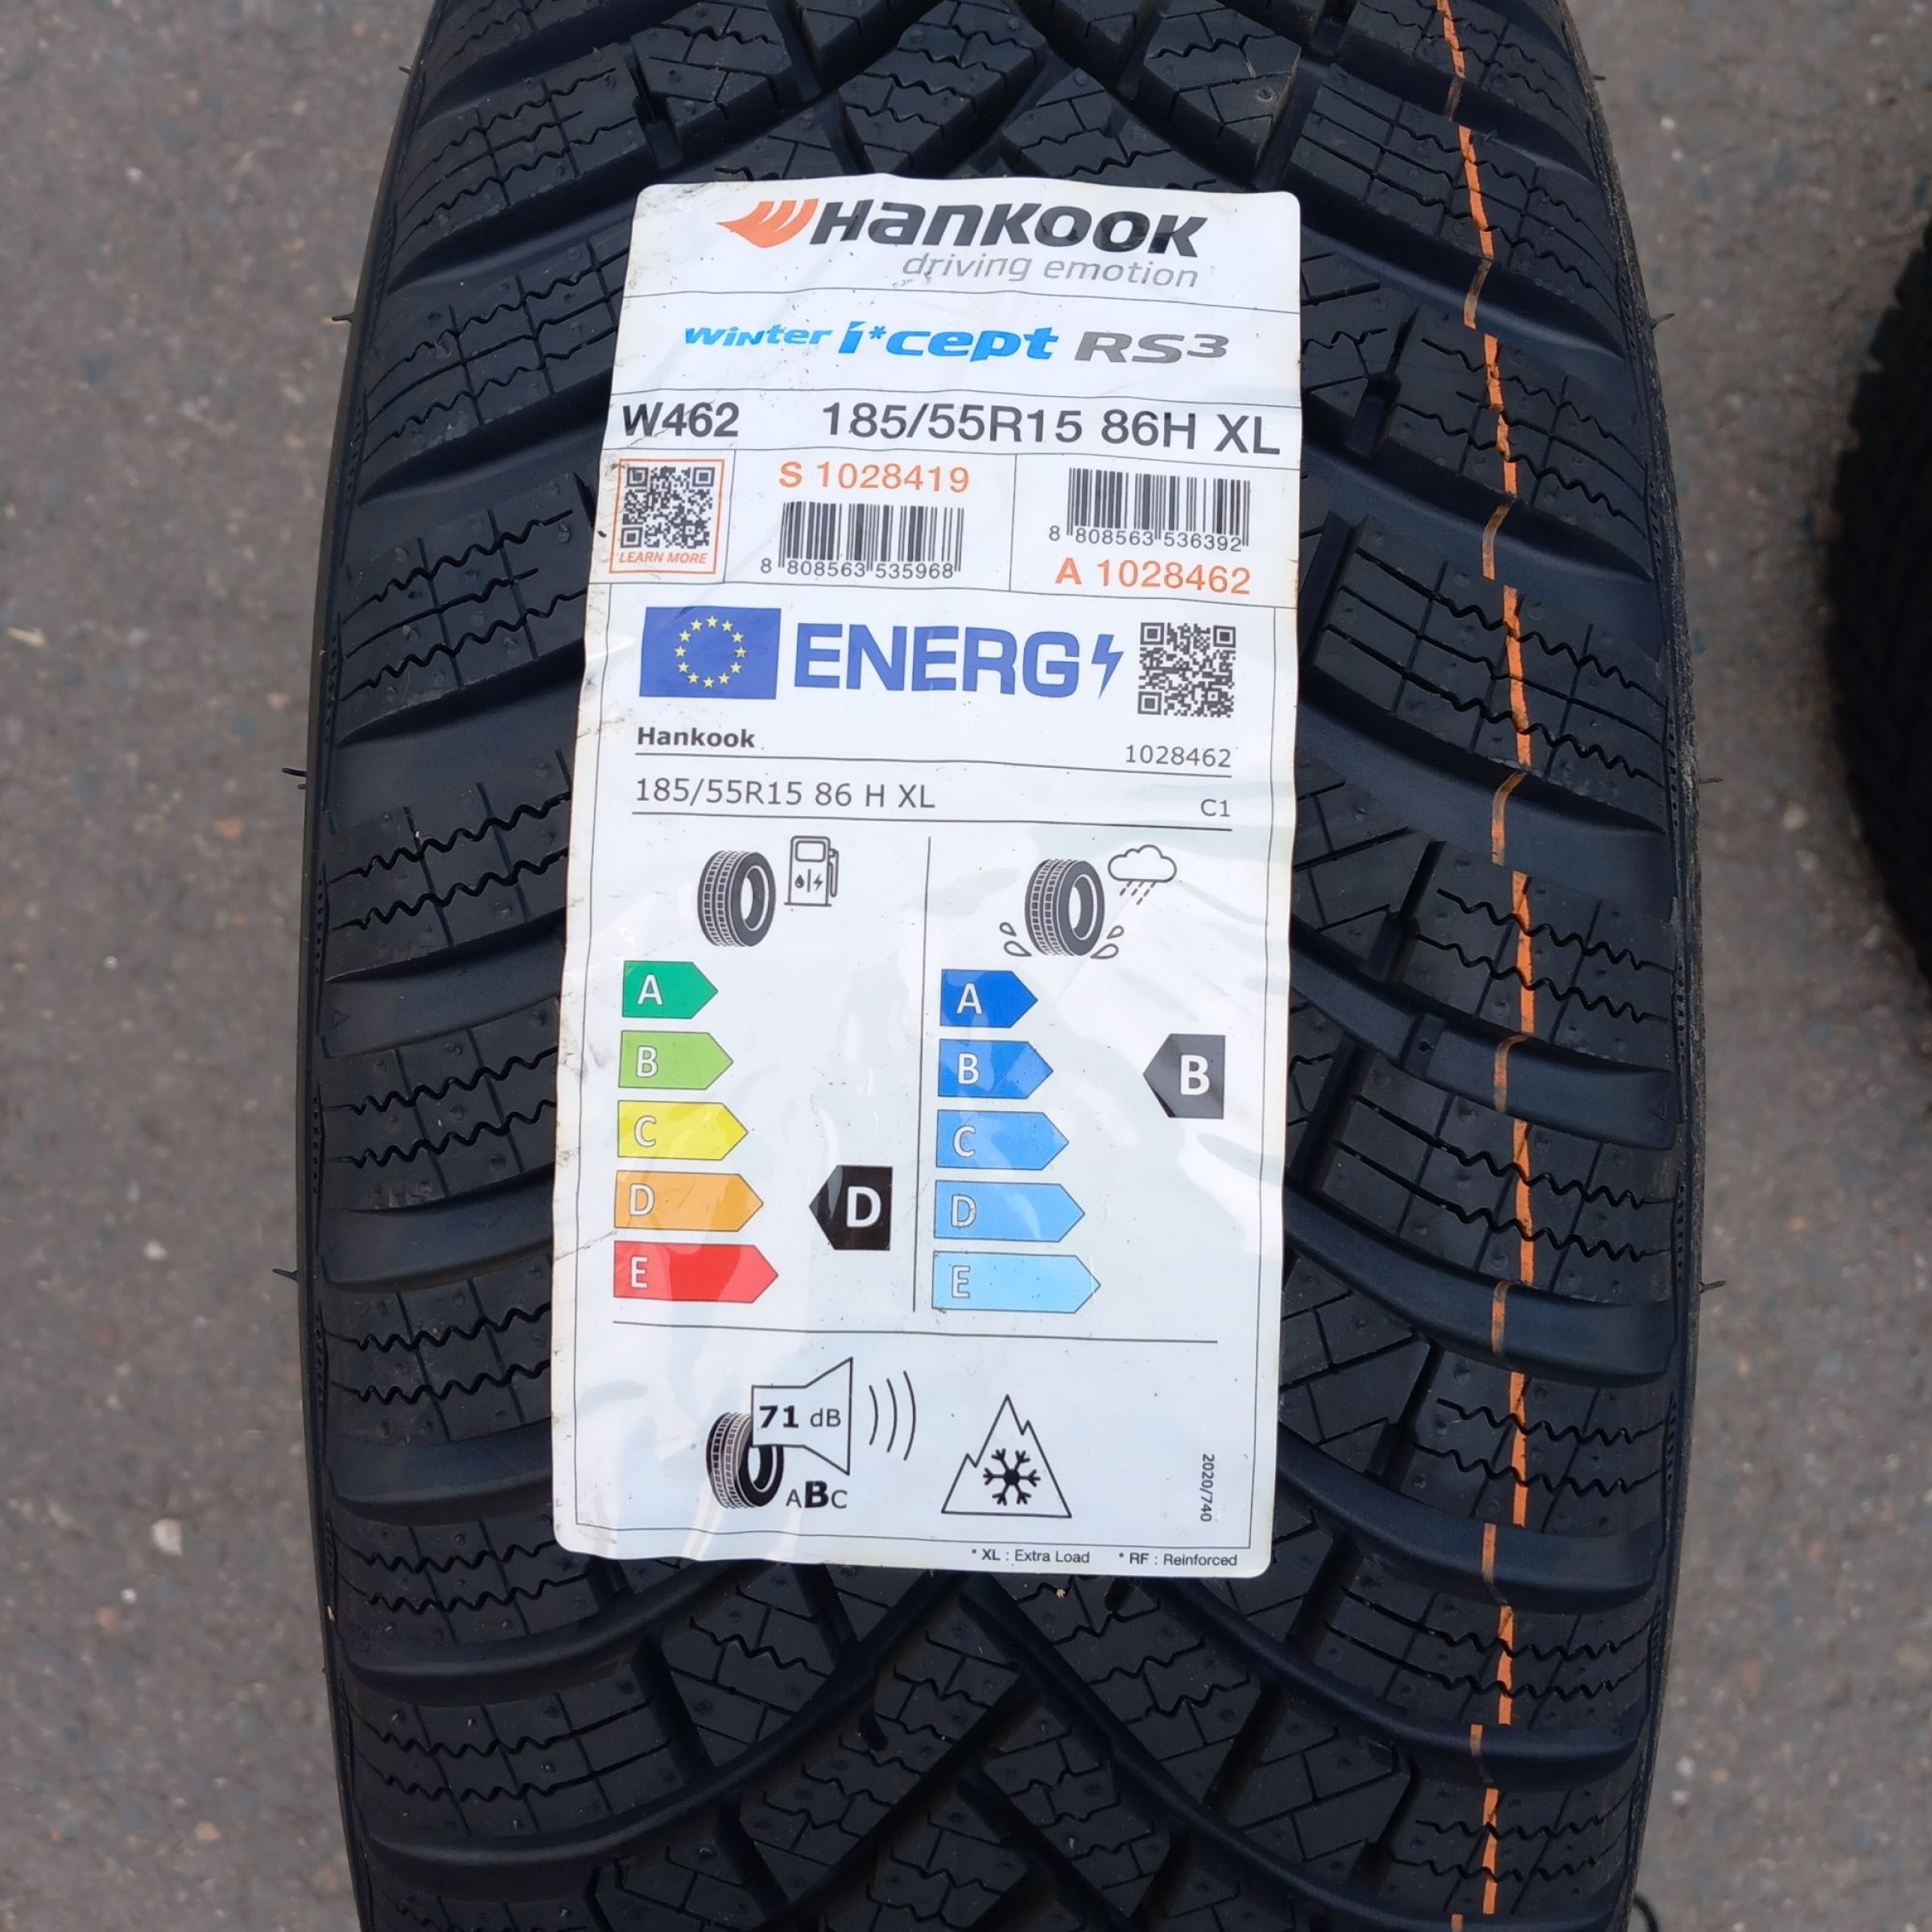 Hankook
driving emotion
winter i*cept RS3
W462 185/55R15 86H XL
LEARN MORE
S 1028419
8 808563 535968
8 808563 536392
A 1028462
ENERG
Hankook
1028462
185/55R15 86 H XL
C1
A
B
C
D
E
D
A
B
C
D
E
B
71 dB
ABC
2020/740
* XL : Extra Load * RF : Reinforced